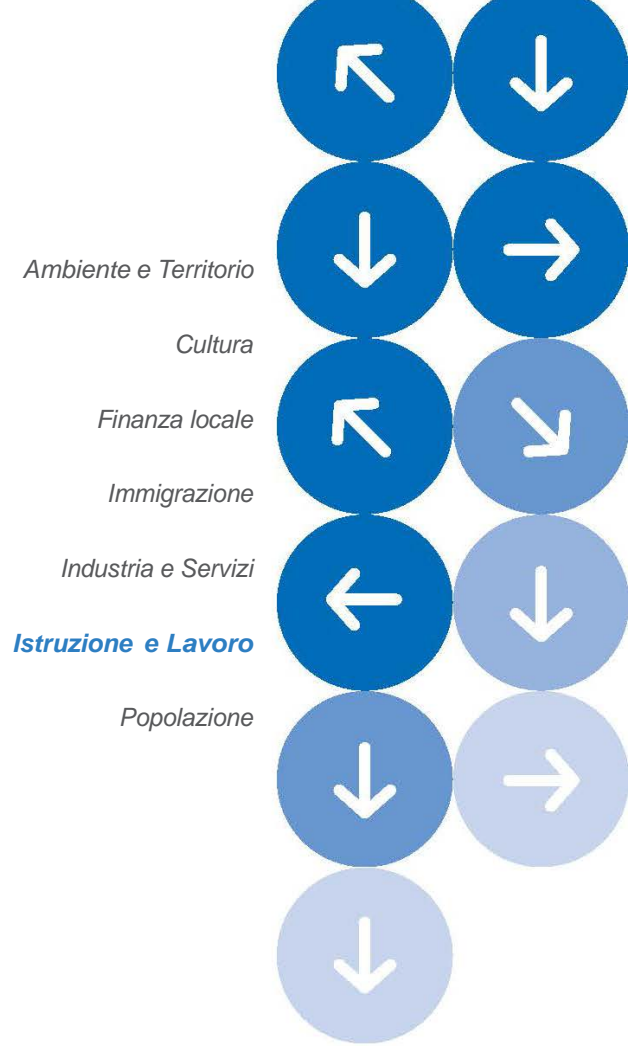 Ambiente e Territorio
Cultura
Finanza locale
Immigrazione
Industria e Servizi
Istruzione e Lavoro
Popolazione